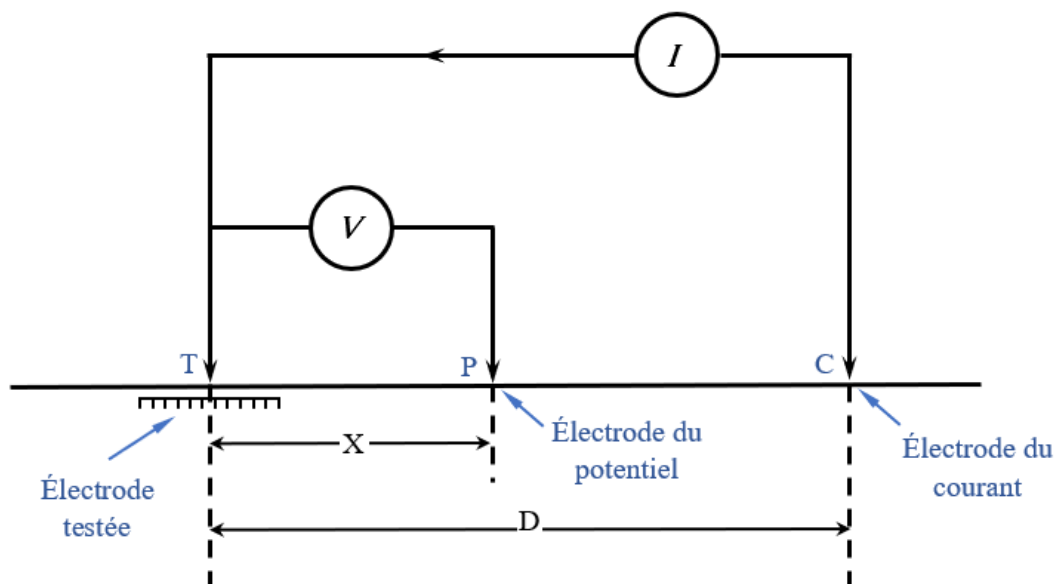 I
V
T
P
C
X
Électrode du
potentiel
Électrode du
courant
Électrode
testée
D